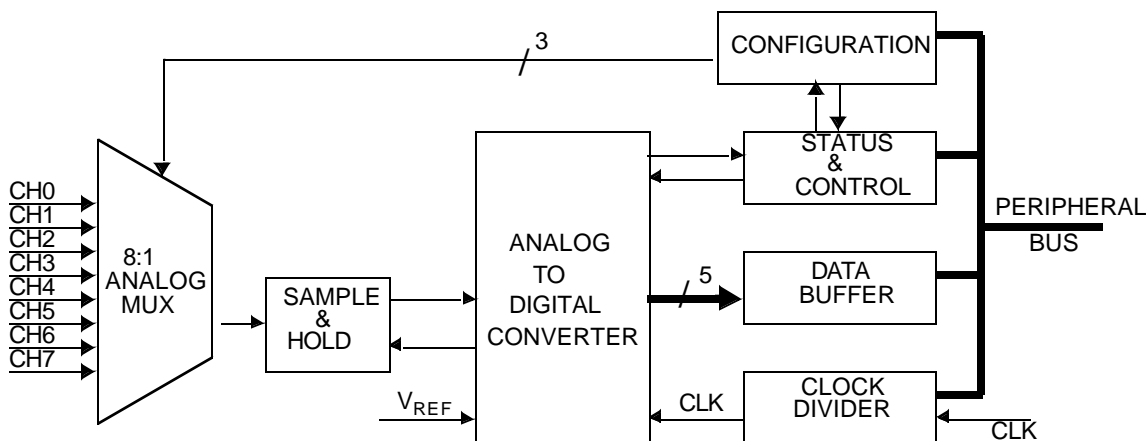 3
CONFIGURATION
STATUS
&
CONTROL
PERIPHERAL
BUS
CH0
CH1
CH2
CH3
CH4
CH5
CH6
CH7
8:1
ANALOG
MUX
SAMPLE
&
HOLD
ANALOG
TO
DIGITAL
CONVERTER
5
DATA
BUFFER
VREF
CLK
CLOCK
DIVIDER
CLK